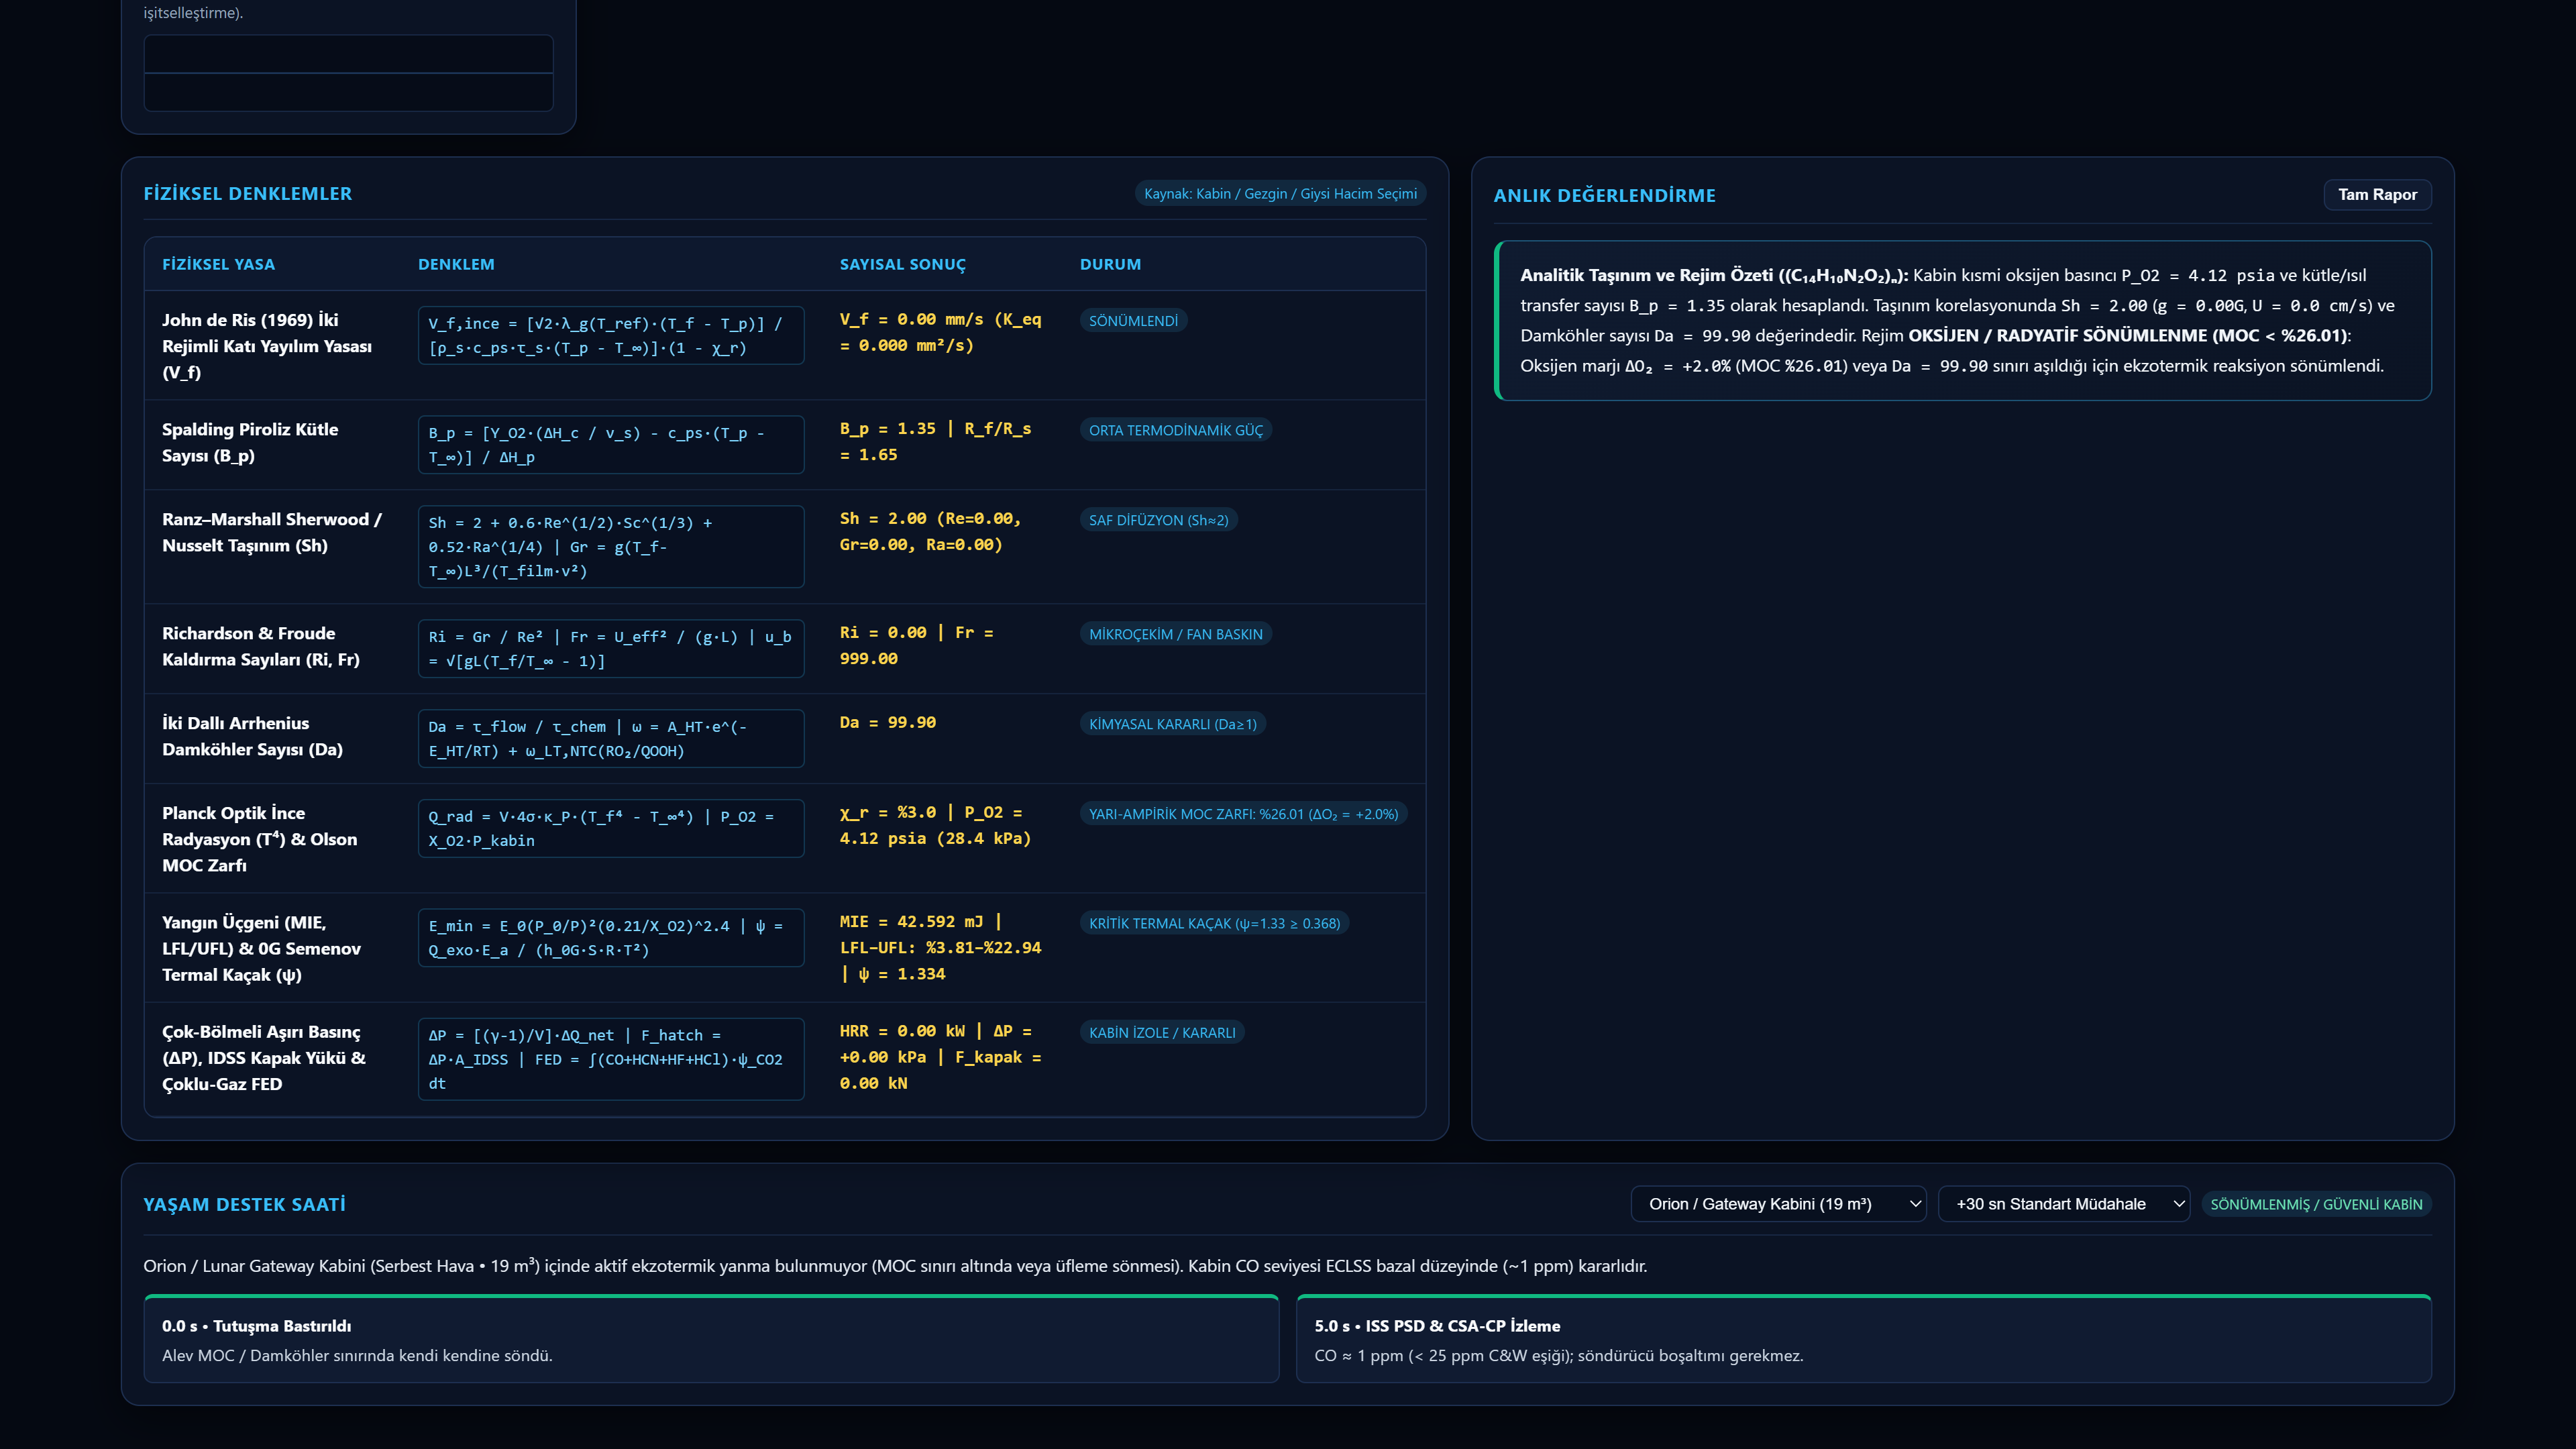 işitselleştirme).
FİZİKSEL DENKLEMLER
Kaynak: Kabin / Gezgin / Giysi Hacim Seçimi
FİZİKSEL YASA
DENKLEM
SAYISAL SONUÇ
DURUM
John de Ris (1969) İki
Rejimli Katı Yayılım Yasası
(V_f)
V_f,ince = [√2·λ_g(T_ref)·(T_f - T_p)] /
[ρ_s·c_ps·τ_s·(T_p - T_∞)]·(1 - χ_r)
V_f = 0.00 mm/s (K_eq
= 0.000 mm²/s)
SÖNÜMLENDİ
Spalding Piroliz Kütle
Sayısı (B_p)
B_p = [Y_O2·(ΔH_c / ν_s) - c_ps·(T_p -
T_∞)] / ΔH_p
B_p = 1.35 | R_f/R_s
= 1.65
ORTA TERMODİNAMİK GÜÇ
Ranz–Marshall Sherwood /
Nusselt Taşınım (Sh)
Sh = 2 + 0.6·Re^(1/2)·Sc^(1/3) +
0.52·Ra^(1/4) | Gr = g(T_f-
T_∞)L³/(T_film·ν²)
Sh = 2.00 (Re=0.00,
Gr=0.00, Ra=0.00)
SAF DİFÜZYON (Sh≈2)
Richardson & Froude
Kaldırma Sayıları (Ri, Fr)
Ri = Gr / Re² | Fr = U_eff² / (g·L) | u_b
= √[gL(T_f/T_∞ - 1)]
Ri = 0.00 | Fr =
999.00
MİKROÇEKİM / FAN BASKIN
İki Dallı Arrhenius
Damköhler Sayısı (Da)
Da = τ_flow / τ_chem | ω = A_HT·e^(-
E_HT/RT) + ω_LT,NTC(RO₂/QOOH)
Da = 99.90
KİMYASAL KARARLI (Da≥1)
Planck Optik İnce
Radyasyon (T⁴) & Olson
MOC Zarfı
Q_rad = V·4σ·κ_P·(T_f⁴ - T_∞⁴) | P_O2 =
X_O2·P_kabin
χ_r = %3.0 | P_O2 =
4.12 psia (28.4 kPa)
YARI-AMPİRİK MOC ZARFI: %26.01 (ΔO₂ = +2.0%)
Yangın Üçgeni (MIE,
LFL/UFL) & 0G Semenov
Termal Kaçak (ψ)
E_min = E_0(P_0/P)²(0.21/X_O2)^2.4 | ψ =
Q_exo·E_a / (h_0G·S·R·T²)
MIE = 42.592 mJ |
LFL–UFL: %3.81–%22.94
| ψ = 1.334
KRİTİK TERMAL KAÇAK (ψ=1.33 ≥ 0.368)
Çok-Bölmeli Aşırı Basınç
(ΔP), IDSS Kapak Yükü &
Çoklu-Gaz FED
ΔP = [(γ-1)/V]·ΔQ_net | F_hatch =
ΔP·A_IDSS | FED = ∫(CO+HCN+HF+HCl)·ψ_CO2
dt
HRR = 0.00 kW | ΔP =
+0.00 kPa | F_kapak =
0.00 kN
KABİN İZOLE / KARARLI
ANLIK DEĞERLENDİRME
Tam Rapor
Analitik Taşınım ve Rejim Özeti ((C₁₄H₁₀N₂O₂)ₙ): Kabin kısmi oksijen basıncı P_O2 = 4.12 psia ve kütle/ısıl
transfer sayısı B_p = 1.35 olarak hesaplandı. Taşınım korelasyonunda Sh = 2.00 (g = 0.00G, U = 0.0 cm/s) ve
Damköhler sayısı Da = 99.90 değerindedir. Rejim OKSİJEN / RADYATİF SÖNÜMLENME (MOC < %26.01):
Oksijen marjı ΔO₂ = +2.0% (MOC %26.01) veya Da = 99.90 sınırı aşıldığı için ekzotermik reaksiyon sönümlendi.
YAŞAM DESTEK SAATİ
Orion / Gateway Kabini (19 m³)
+30 sn Standart Müdahale
SÖNÜMLENMİŞ / GÜVENLİ KABİN
Orion / Lunar Gateway Kabini (Serbest Hava • 19 m³) içinde aktif ekzotermik yanma bulunmuyor (MOC sınırı altında veya üfleme sönmesi). Kabin CO seviyesi ECLSS bazal düzeyinde (~1 ppm) kararlıdır.
0.0 s • Tutuşma Bastırıldı
Alev MOC / Damköhler sınırında kendi kendine söndü.
5.0 s • ISS PSD & CSA-CP İzleme
CO ≈ 1 ppm (< 25 ppm C&W eşiği); söndürücü boşaltımı gerekmez.